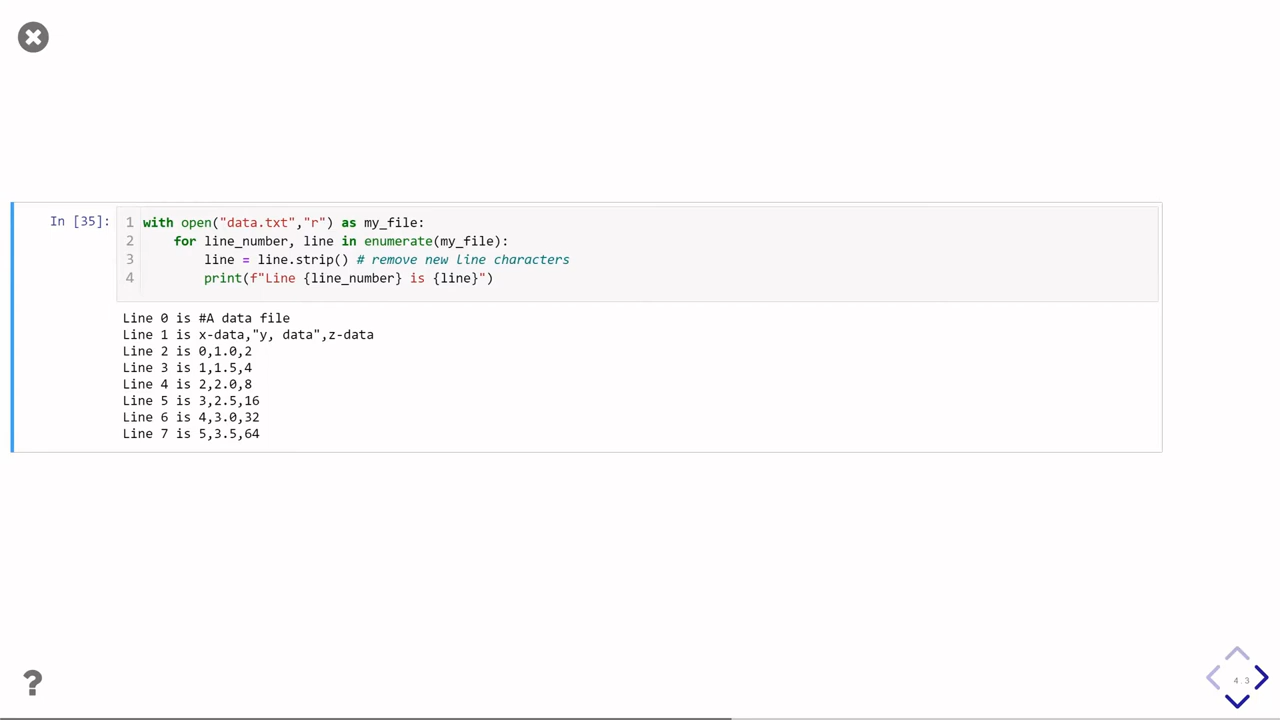 In [35]:
1 with open("data.txt","r") as my_file:
2     for line_number, line in enumerate(my_file):
3         line = line.strip() # remove new line characters
4         print(f"Line {line_number} is {line}")
Line 0 is #A data file
Line 1 is x-data,"y, data",z-data
Line 2 is 0,1.0,2
Line 3 is 1,1.5,4
Line 4 is 2,2.0,8
Line 5 is 3,2.5,16
Line 6 is 4,3.0,32
Line 7 is 5,3.5,64
?
4.3